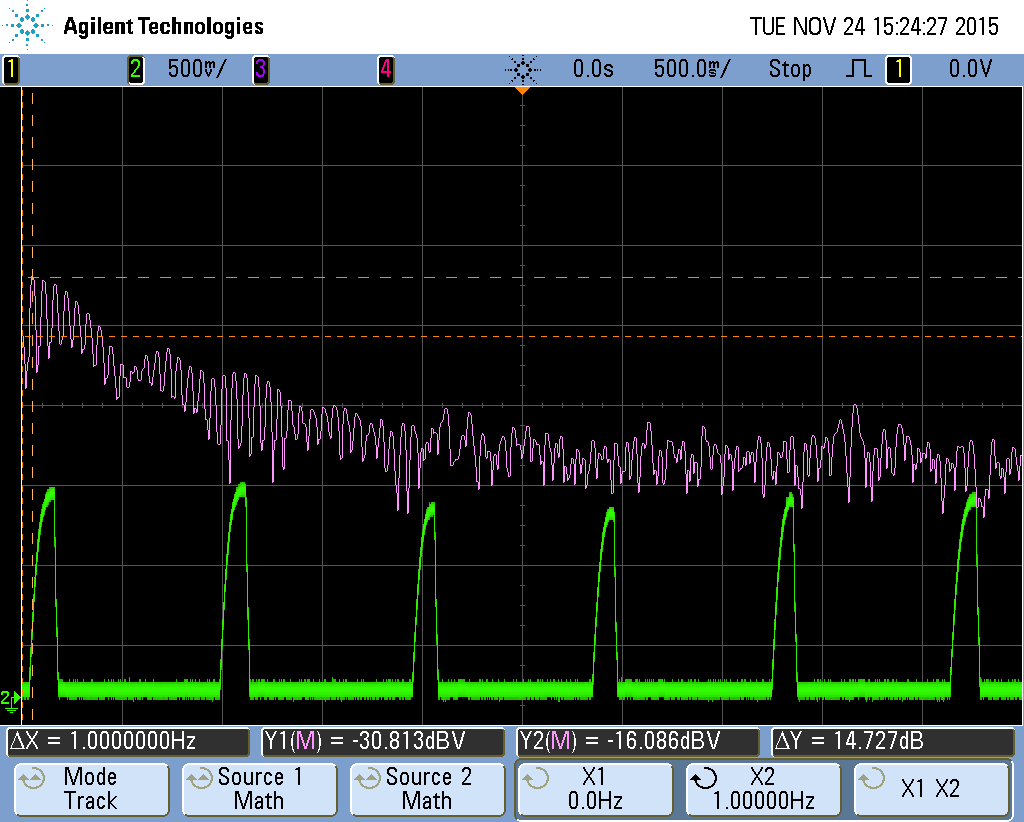 Agilent Technologies TUE NOV 24 15:24:27 2015
1 2 500mV/ 3 4 0.0s 500.0ms/ Stop 1 0.0V
2
ΔX = 1.0000000Hz Y1(M) = -30.813dBV Y2(M) = -16.086dBV ΔY = 14.727dB
Mode Source 1 Source 2 X1 X2 X1 X2
Track Math Math 0.0Hz 1.00000Hz